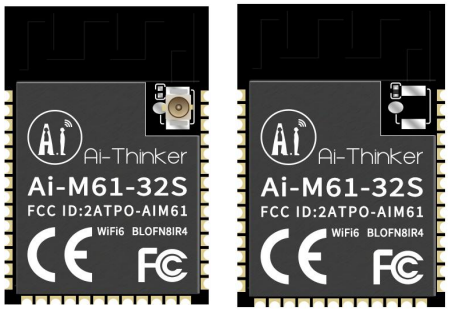 A.i
Ai-Thinker
Ai-M61-32S
FCC ID:2ATPO-AIM61
WiFi6 BLOFN8IR4
CE FC
A.i
Ai-Thinker
Ai-M61-32S
FCC ID:2ATPO-AIM61
WiFi6 BLOFN8IR4
CE FC